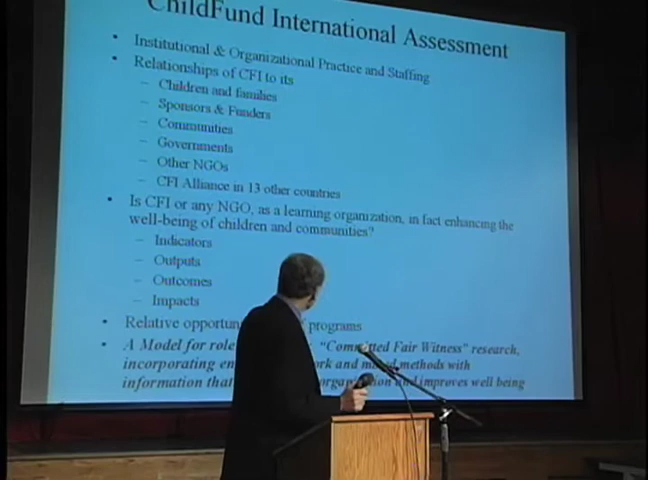 ChildFund International Assessment
• Institutional & Organizational Practice and Staffing
• Relationships of CFI to its
– Children and families
– Sponsors & Funders
– Communities
– Governments
– Other NGOs
– CFI Alliance in 13 other countries
• Is CFI or any NGO, as a learning organization, in fact enhancing the
well-being of children and communities?
– Indicators
– Outputs
– Outcomes
– Impacts
• Relative programs
• A Model for role "Committed Fair Witness" research,
incorporating and methods with
information that and improves well being